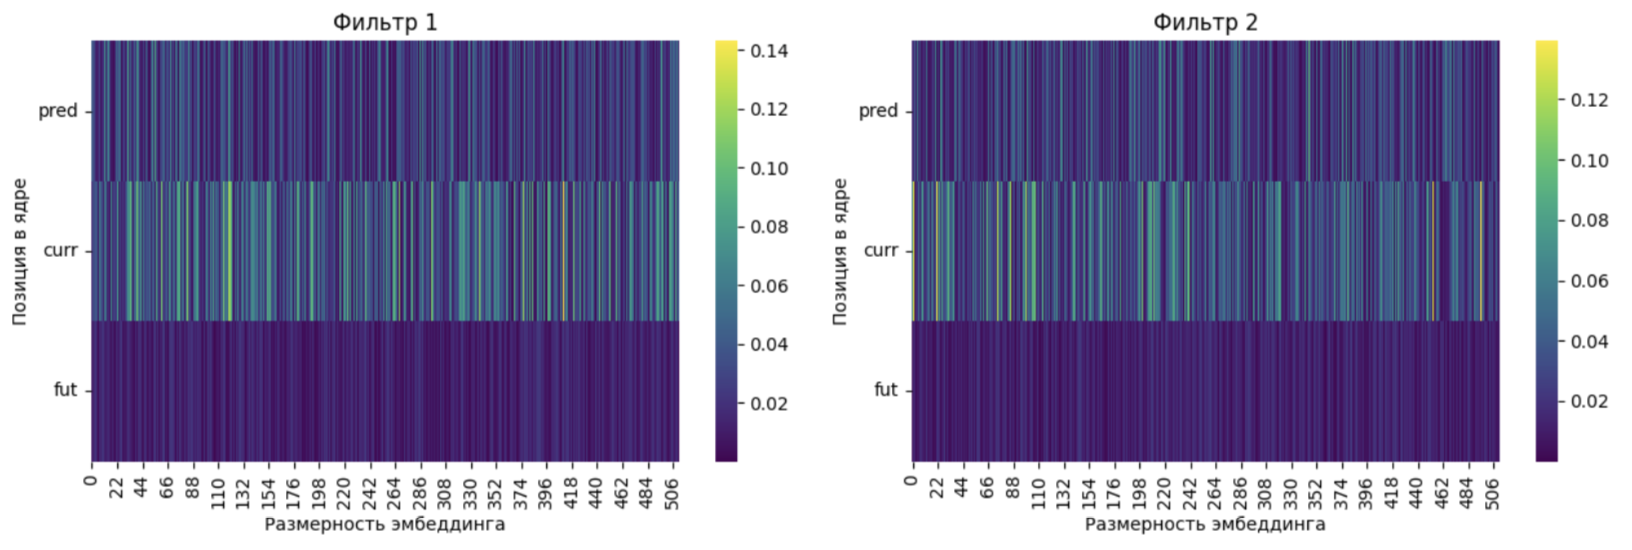 Фильтр 1
pred
curr
fut
Позиция в ядре
0 22 44 66 88 110 132 154 176 198 220 242 264 286 308 330 352 374 396 418 440 462 484 506
Размерность эмбеддинга
0.14
0.12
0.10
0.08
0.06
0.04
0.02
Фильтр 2
pred
curr
fut
Позиция в ядре
0 22 44 66 88 110 132 154 176 198 220 242 264 286 308 330 352 374 396 418 440 462 484 506
Размерность эмбеддинга
0.12
0.10
0.08
0.06
0.04
0.02